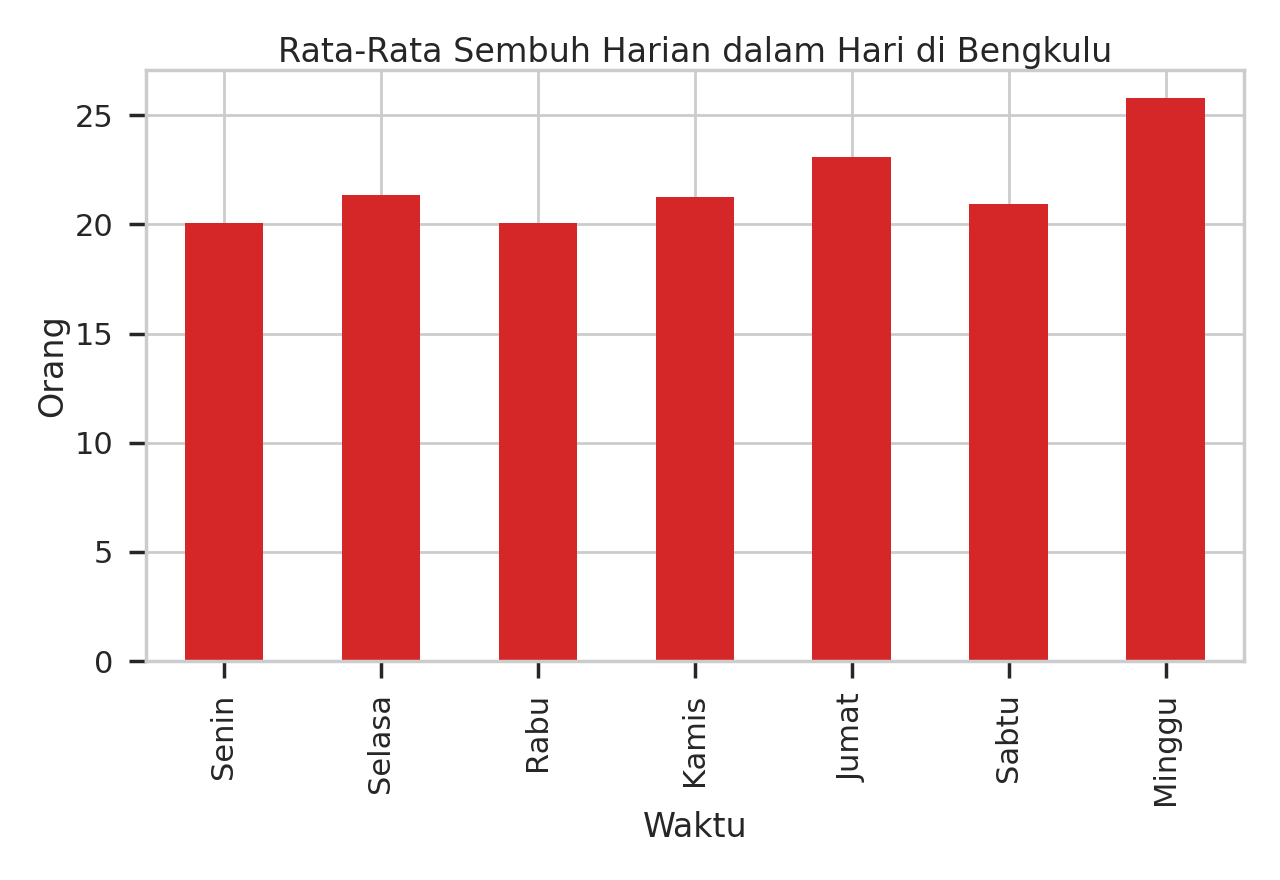 Rata-Rata Sembuh Harian dalam Hari di Bengkulu
25
20
15
10
5
0
Orang
Senin
Selasa
Rabu
Kamis
Jumat
Sabtu
Minggu
Waktu